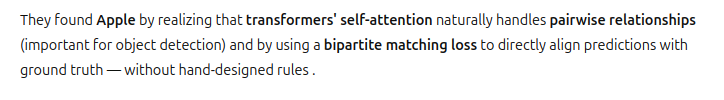 They found Apple by realizing that transformers' self-attention naturally handles pairwise relationships
(important for object detection) and by using a bipartite matching loss to directly align predictions with
ground truth — without hand-designed rules .